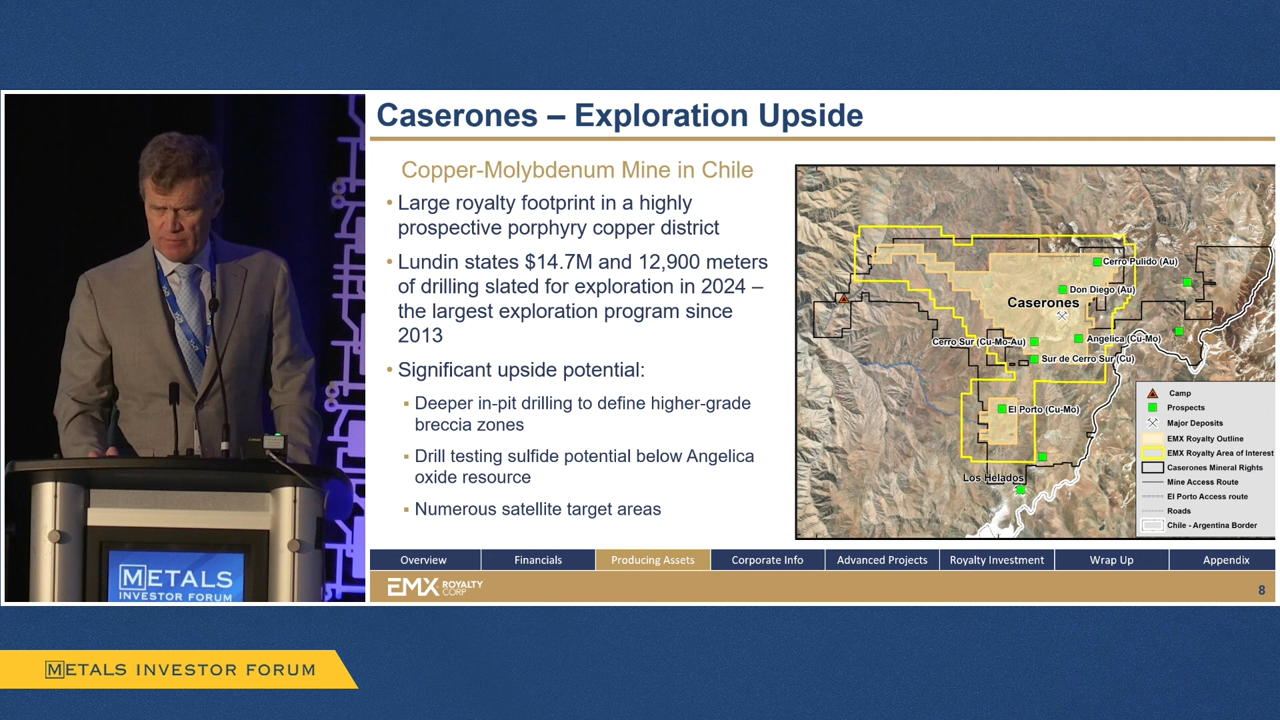 Caserones – Exploration Upside
Copper-Molybdenum Mine in Chile
• Large royalty footprint in a highly
prospective porphyry copper district
• Lundin states $14.7M and 12,900 meters
of drilling slated for exploration in 2024 –
the largest exploration program since
2013
• Significant upside potential:
▪ Deeper in-pit drilling to define higher-grade
breccia zones
▪ Drill testing sulfide potential below Angelica
oxide resource
▪ Numerous satellite target areas
Cerro Pulido (Au)
Don Diego (Au)
Caserones
Cerro Sur (Cu-Mo-Au)
Angelica (Cu-Mo)
Sur de Cerro Sur (Cu)
El Porto (Cu-Mo)
Los Helados
Camp
Prospects
Major Deposits
EMX Royalty Outline
EMX Royalty Area of Interest
Caserones Mineral Rights
Mine Access Route
El Porto Access route
Roads
Chile - Argentina Border
Overview
Financials
Producing Assets
Corporate Info
Advanced Projects
Royalty Investment
Wrap Up
Appendix
EMX ROYALTY
CORP
8
METALS
INVESTOR FORUM
METALS INVESTOR FORUM